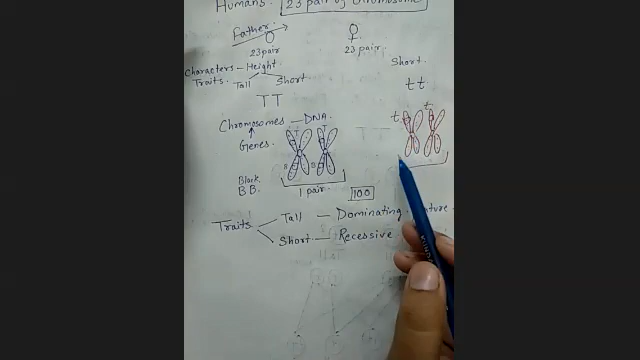 Humans. 23 pair of Chromosome
Father
23 pair
23 pair
Characters - Height
Traits.
Tall
Short
Short
TT
tt
Chromosomes - DNA
T
T
t
t
Genes
B
B
Black
BB.
1 pair
100
Traits
Tall - Dominating
Short - Recessive